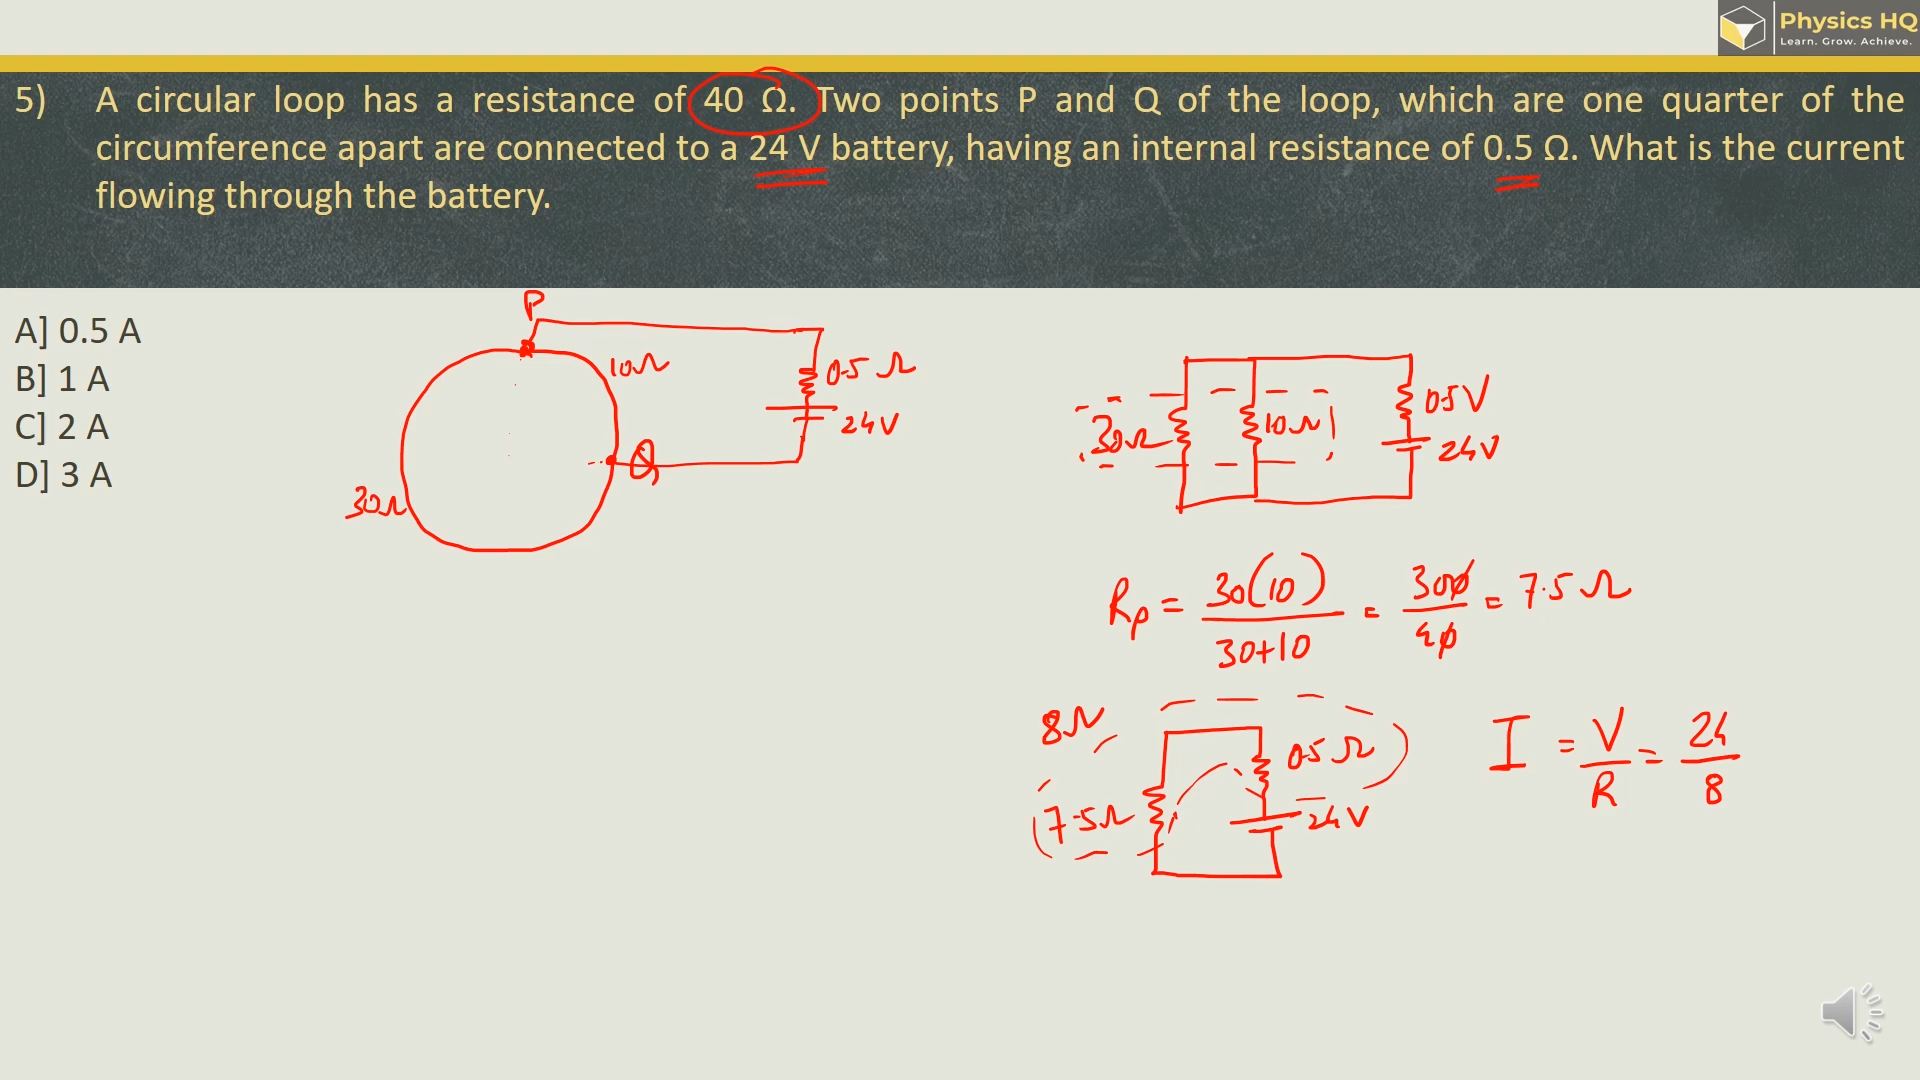 Physics HQ
Learn. Grow. Achieve.
5) A circular loop has a resistance of 40 Ω. Two points P and Q of the loop, which are one quarter of the
circumference apart are connected to a 24 V battery, having an internal resistance of 0.5 Ω. What is the current
flowing through the battery.
A] 0.5 A
B] 1 A
C] 2 A
D] 3 A
P
10Ω
0.5 Ω
24V
Q
30Ω
30Ω
10Ω
0.5V
24V
Rp = 30(10)/30+10 = 300/40 = 7.5 Ω
8Ω
0.5 Ω
7.5Ω
24V
I = V/R = 24/8